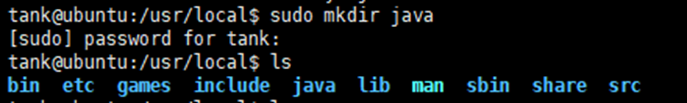 tank@ubuntu:/usr/local$ sudo mkdir java
[sudo] password for tank:
tank@ubuntu:/usr/local$ ls
bin etc games include java lib man sbin share src